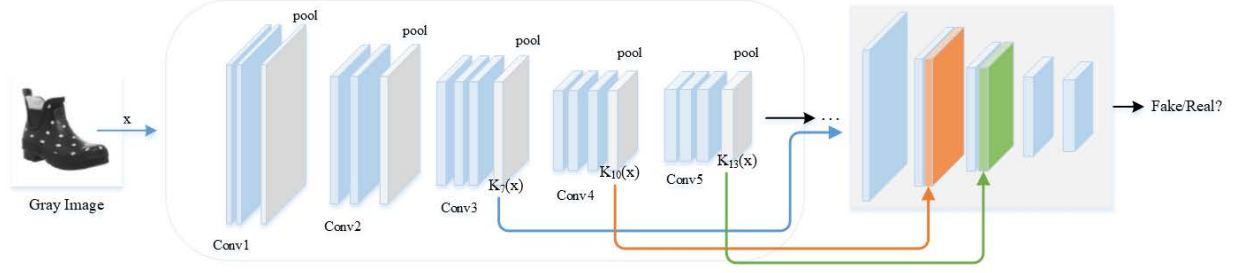 pool
pool
pool
pool
pool
x
...
Fake/Real?
K7(x)
K10(x)
K13(x)
Gray Image
Conv1
Conv2
Conv3
Conv4
Conv5